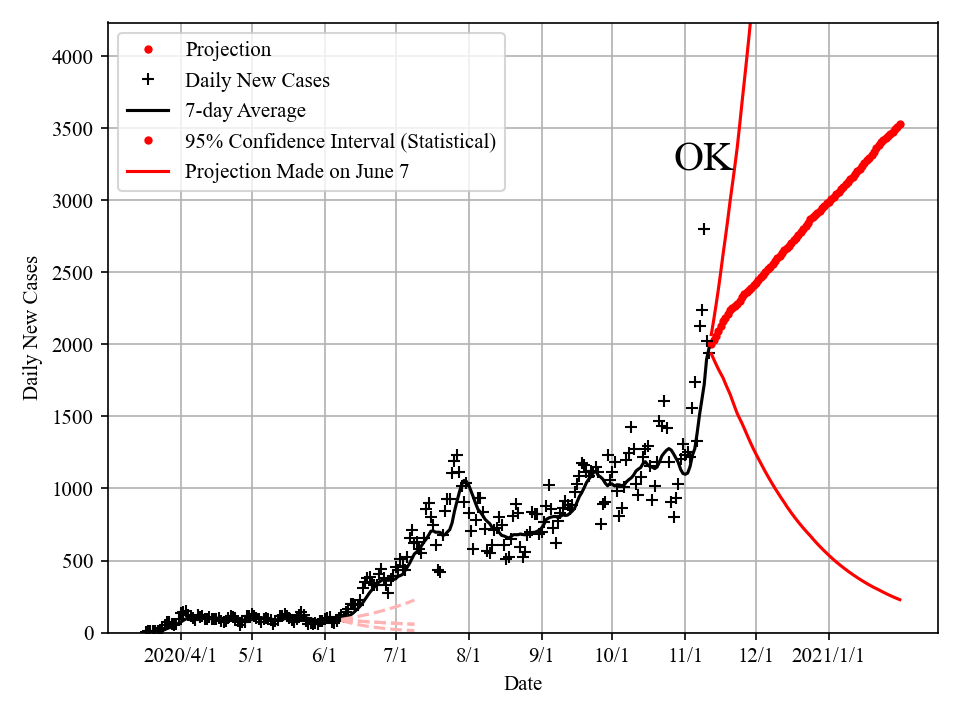 Projection
Daily New Cases
7-day Average
95% Confidence Interval (Statistical)
Projection Made on June 7
OK
4000
3500
3000
2500
2000
1500
1000
500
0
Daily New Cases
2020/4/1 5/1 6/1 7/1 8/1 9/1 10/1 11/1 12/1 2021/1/1
Date